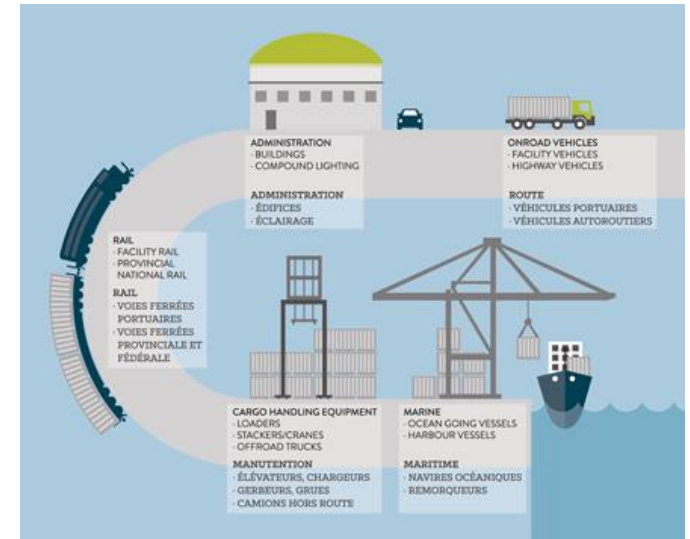 ADMINISTRATION
· BUILDINGS
· COMPOUND LIGHTING
ADMINISTRATION
· ÉDIFICES
· ÉCLAIRAGE
ONROAD VEHICLES
· FACILITY VEHICLES
· HIGHWAY VEHICLES
ROUTE
· VÉHICULES PORTUAIRES
· VÉHICULES AUTOROUTIERS
RAIL
· FACILITY RAIL
· PROVINCIAL
NATIONAL RAIL
RAIL
· VOIES FERRÉES
PORTUAIRES
· VOIES FERRÉES
PROVINCIALE ET
FÉDÉRALE
CARGO HANDLING EQUIPMENT
· LOADERS
· STACKERS/CRANES
· OFFROAD TRUCKS
MANUTENTION
· ÉLÉVATEURS, CHARGEURS
· GERBEURS, GRUES
· CAMIONS HORS ROUTE
MARINE
· OCEAN GOING VESSELS
· HARBOUR VESSELS
MARITIME
· NAVIRES OCÉANIQUES
· REMORQUEURS